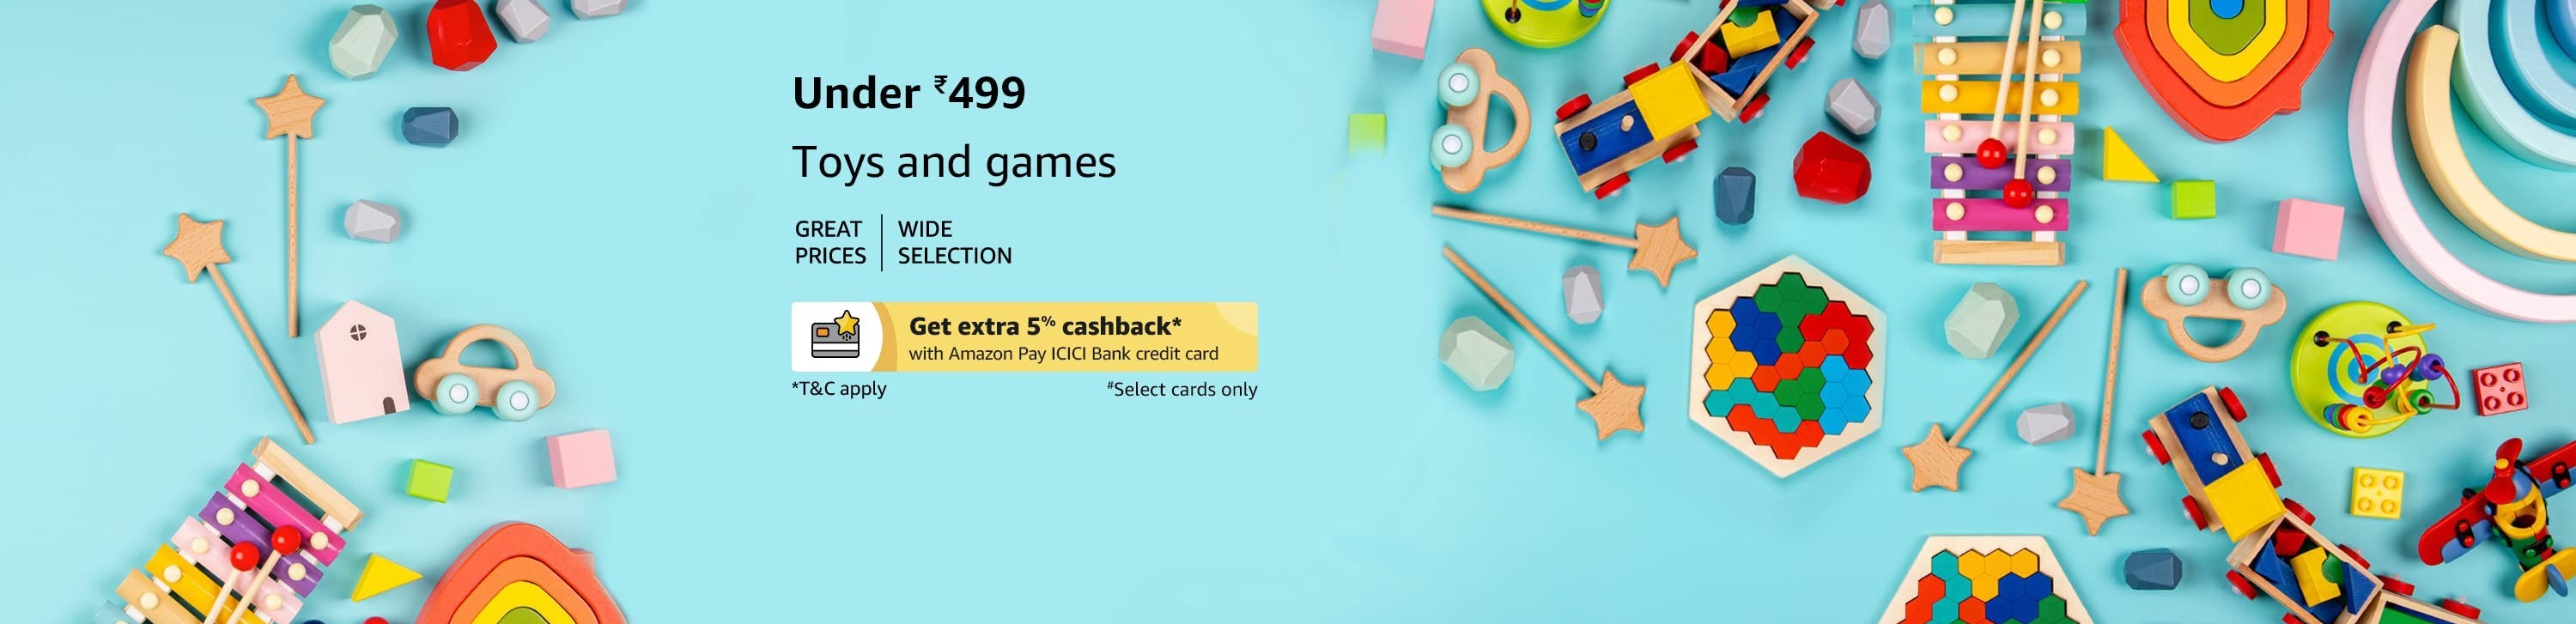 Under ₹499
Toys and games
GREAT PRICES
WIDE SELECTION
Get extra 5% cashback*
with Amazon Pay ICICI Bank credit card
*T&C apply
#Select cards only